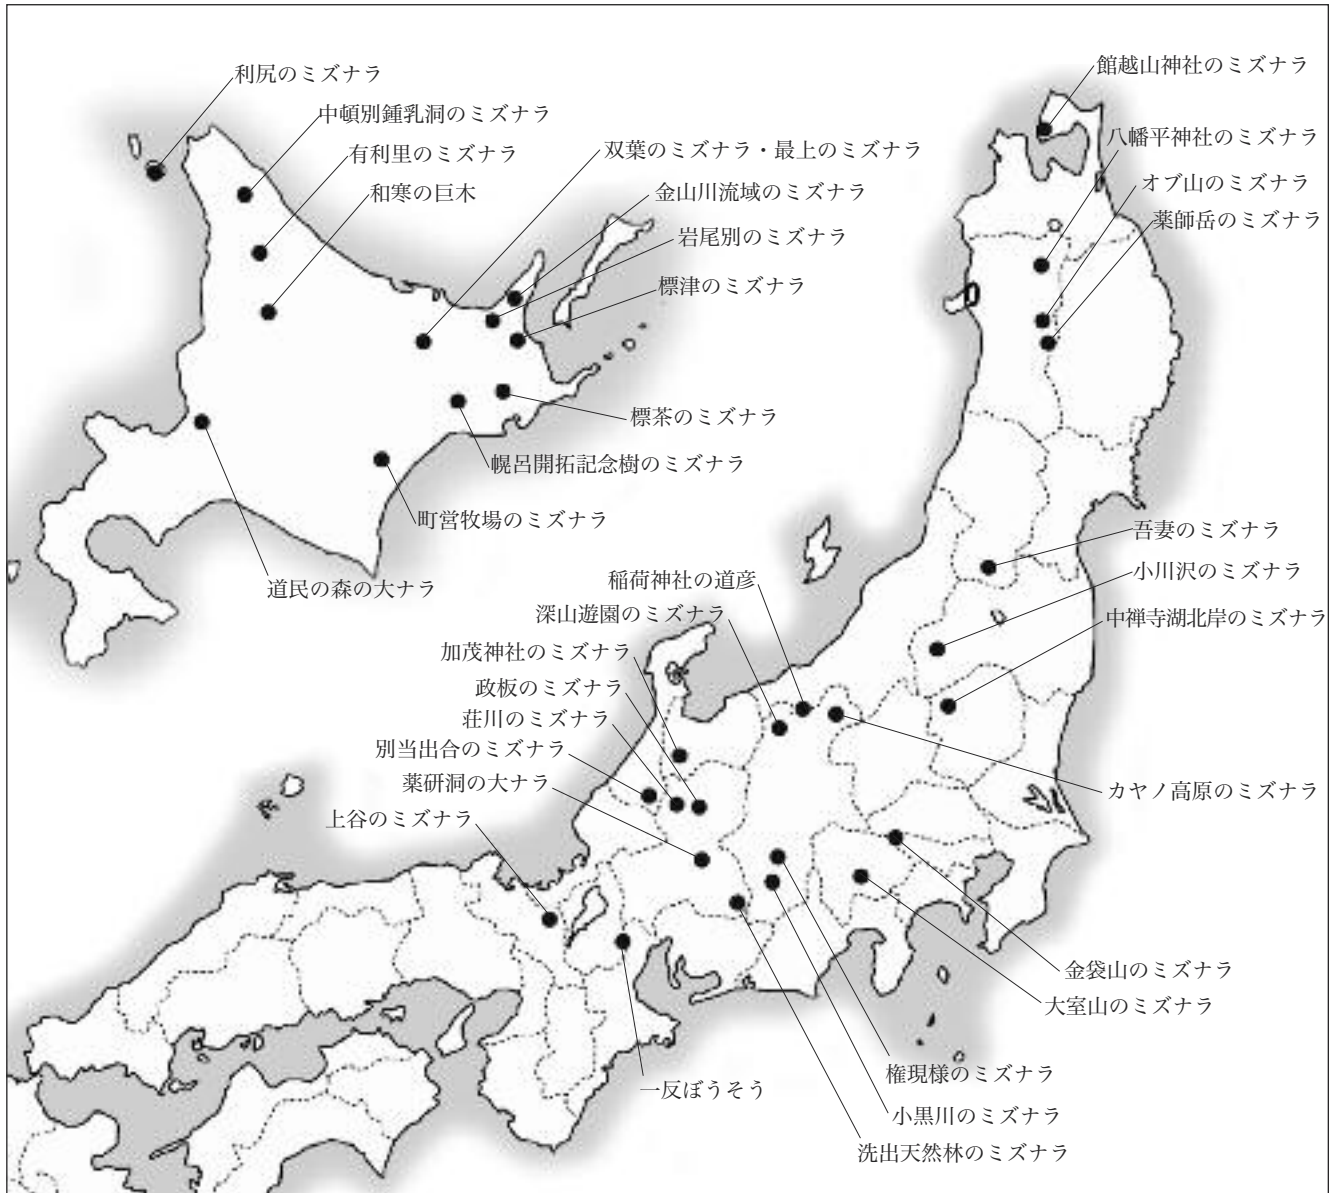 利尻のミズナラ
中頓別鍾乳洞のミズナラ
有利里のミズナラ
和寒の巨木
双葉のミズナラ・最上のミズナラ
金山川流域のミズナラ
岩尾別のミズナラ
標津のミズナラ
標茶のミズナラ
幌呂開拓記念樹のミズナラ
町営牧場のミズナラ
道民の森の大ナラ
館越山神社のミズナラ
八幡平神社のミズナラ
オブ山のミズナラ
薬師岳のミズナラ
吾妻のミズナラ
小川沢のミズナラ
中禅寺湖北岸のミズナラ
稲荷神社の道彦
深山遊園のミズナラ
加茂神社のミズナラ
政板のミズナラ
荘川のミズナラ
別当出合のミズナラ
薬研洞の大ナラ
上谷のミズナラ
カヤノ高原のミズナラ
金袋山のミズナラ
大室山のミズナラ
権現様のミズナラ
一反ぼうそう
小黒川のミズナラ
洗出天然林のミズナラ